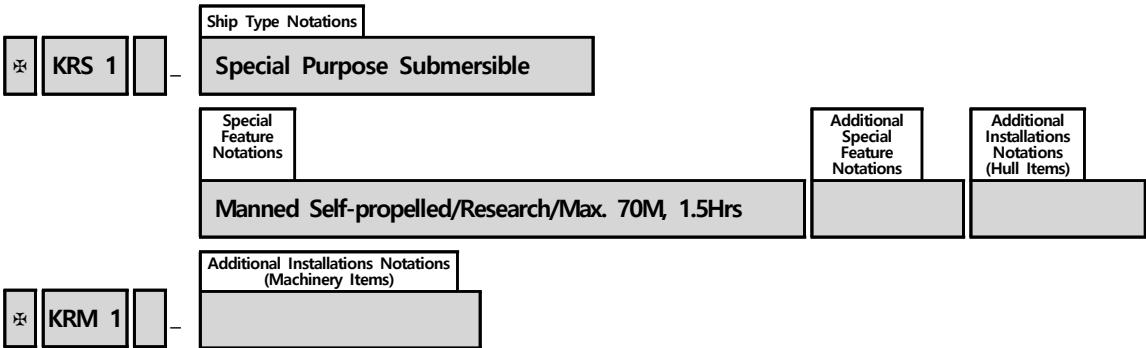 Ship Type Notations
✠ KRS 1 _ Special Purpose Submersible
Special
Feature
Notations
Additional
Special
Feature
Notations
Additional
Installations
Notations
(Hull Items)
Manned Self-propelled/Research/Max. 70M, 1.5Hrs
Additional Installations Notations
(Machinery Items)
✠ KRM 1 _